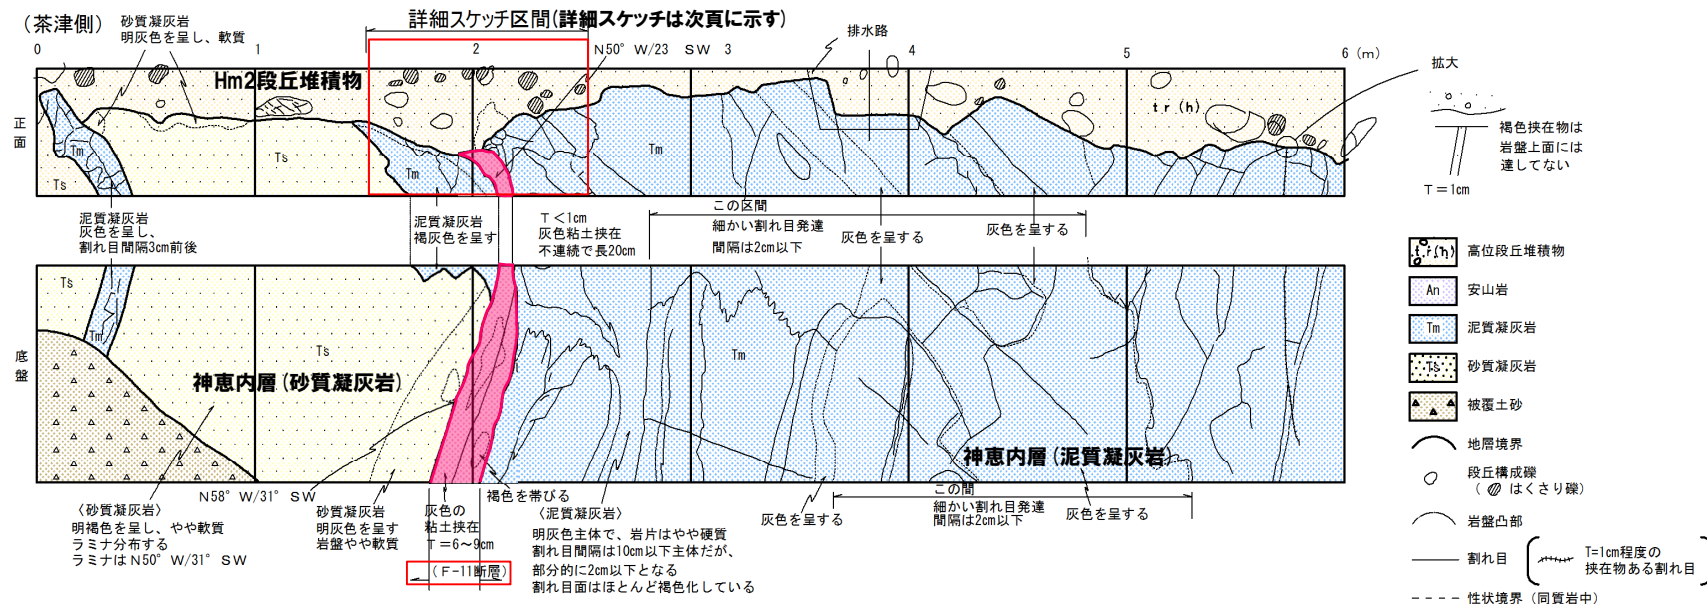 （茶津側）
砂質凝灰岩
明灰色を呈し、軟質
詳細スケッチ区間(詳細スケッチは次頁に示す)
0
1
2
N50°W/23 SW
3
排水路
4
5
6 (m)
拡大
Hm2段丘堆積物
正面
Tm
Ts
Ts
Tm
Tm
tr(h)
褐色挟在物は
岩盤上面には
達してない
T＝1cm
泥質凝灰岩
灰色を呈し、
割れ目間隔3cm前後
泥質凝灰岩
褐灰色を呈す
T＜1cm
灰色粘土挟在
不連続で長20cm
この区間
細かい割れ目発達
間隔は2cm以下
灰色を呈する
灰色を呈する
底盤
Ts
Tm
Ts
Tm
神恵内層(砂質凝灰岩)
神恵内層(泥質凝灰岩)
N58°W/31°SW
〈砂質凝灰岩〉
明褐色を呈し、やや軟質
ラミナ分布する
ラミナはN50°W/31°SW
砂質凝灰岩
明灰色を呈す
岩盤やや軟質
灰色の
粘土挟在
T＝6〜9cm
(F-11断層)
褐色を帯びる
〈泥質凝灰岩〉
明灰色主体で、岩片はやや硬質
割れ目間隔は10cm以下主体だが、
部分的に2cm以下となる
割れ目面はほとんど褐色化している
灰色を呈する
この間
細かい割れ目発達
間隔は2cm以下
灰色を呈する
t.r(h)
高位段丘堆積物
An
安山岩
Tm
泥質凝灰岩
Ts
砂質凝灰岩
被覆土砂
地層境界
段丘構成礫
(はくさり礫)
岩盤凸部
割れ目
T=1cm程度の
挟在物ある割れ目
性状境界（同質岩中）